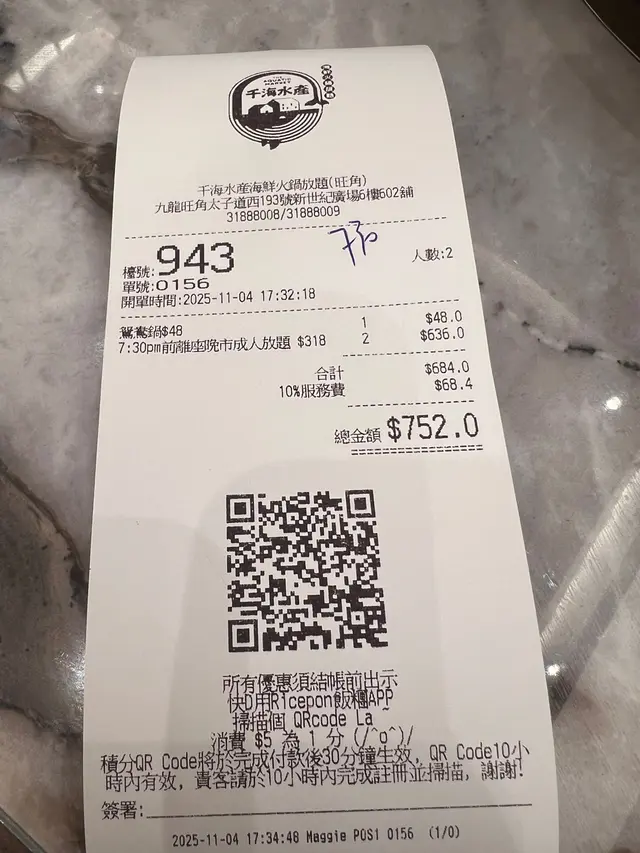 THE
AQUATIC
MARKET
千海水產
千海水產海鮮火鍋放題(旺角)
九龍旺角太子道西193號新世紀廣場6樓602舖
31888008/31888009
檯號:943
人數:2
單號:0156
開單時間:2025-11-04 17:32:18
鴛鴦鍋$48 1 $48.0
7:30pm前離座晚市成人放題 $318 2 $636.0
合計 $684.0
10%服務費 $68.4
總金額 $752.0
所有優惠須結帳前出示
快D用Ricepon飯糰APP
掃描個 QRcode La ~
消費 $5 為 1 分 (/^o^)/
積分QR Code將於完成付款後30分鐘生效, QR Code10小
時內有效, 貴客請於10小時內完成註冊並掃描, 謝謝!
簽署:
2025-11-04 17:34:48 Maggie POS1 0156 (1/0)